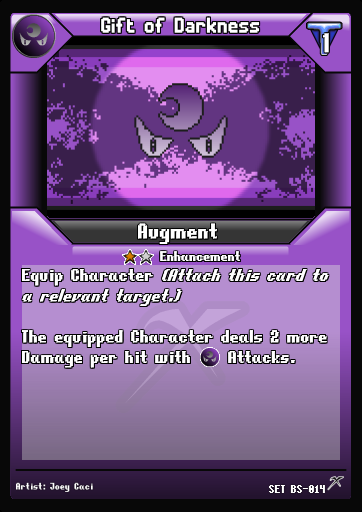 Gift of Darkness
1
Augment
Enhancement
Equip Character (Attach this card to
a relevant target.)
The equipped Character deals 2 more
Damage per hit with Attacks.
Artist: Joey Caci
SET BS-014